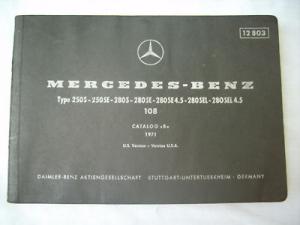 12 803
MERCEDES-BENZ
Type 250S - 250SE - 280S - 280SE - 280SE 4.5 - 280SEL - 280SEL 4.5
108
CATALOG «B»
1971
U.S. Version - Version U.S.A.
DAIMLER-BENZ AKTIENGESELLSCHAFT STUTTGART-UNTERTUERKHEIM - GERMANY